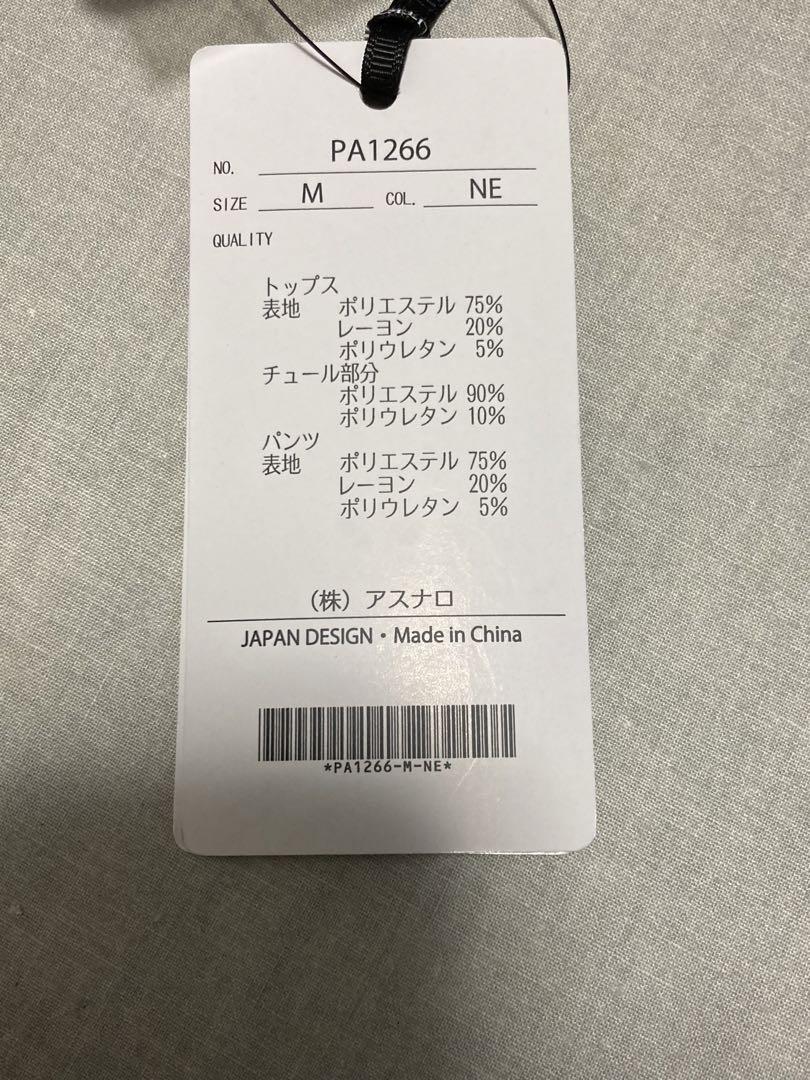 NO. PA1266
SIZE M COL. NE
QUALITY
トップス
表地 ポリエステル 75%
レーヨン 20%
ポリウレタン 5%
チュール部分
ポリエステル 90%
ポリウレタン 10%
パンツ
表地 ポリエステル 75%
レーヨン 20%
ポリウレタン 5%
(株) アスナロ
JAPAN DESIGN・Made in China
*PA1266-M-NE*